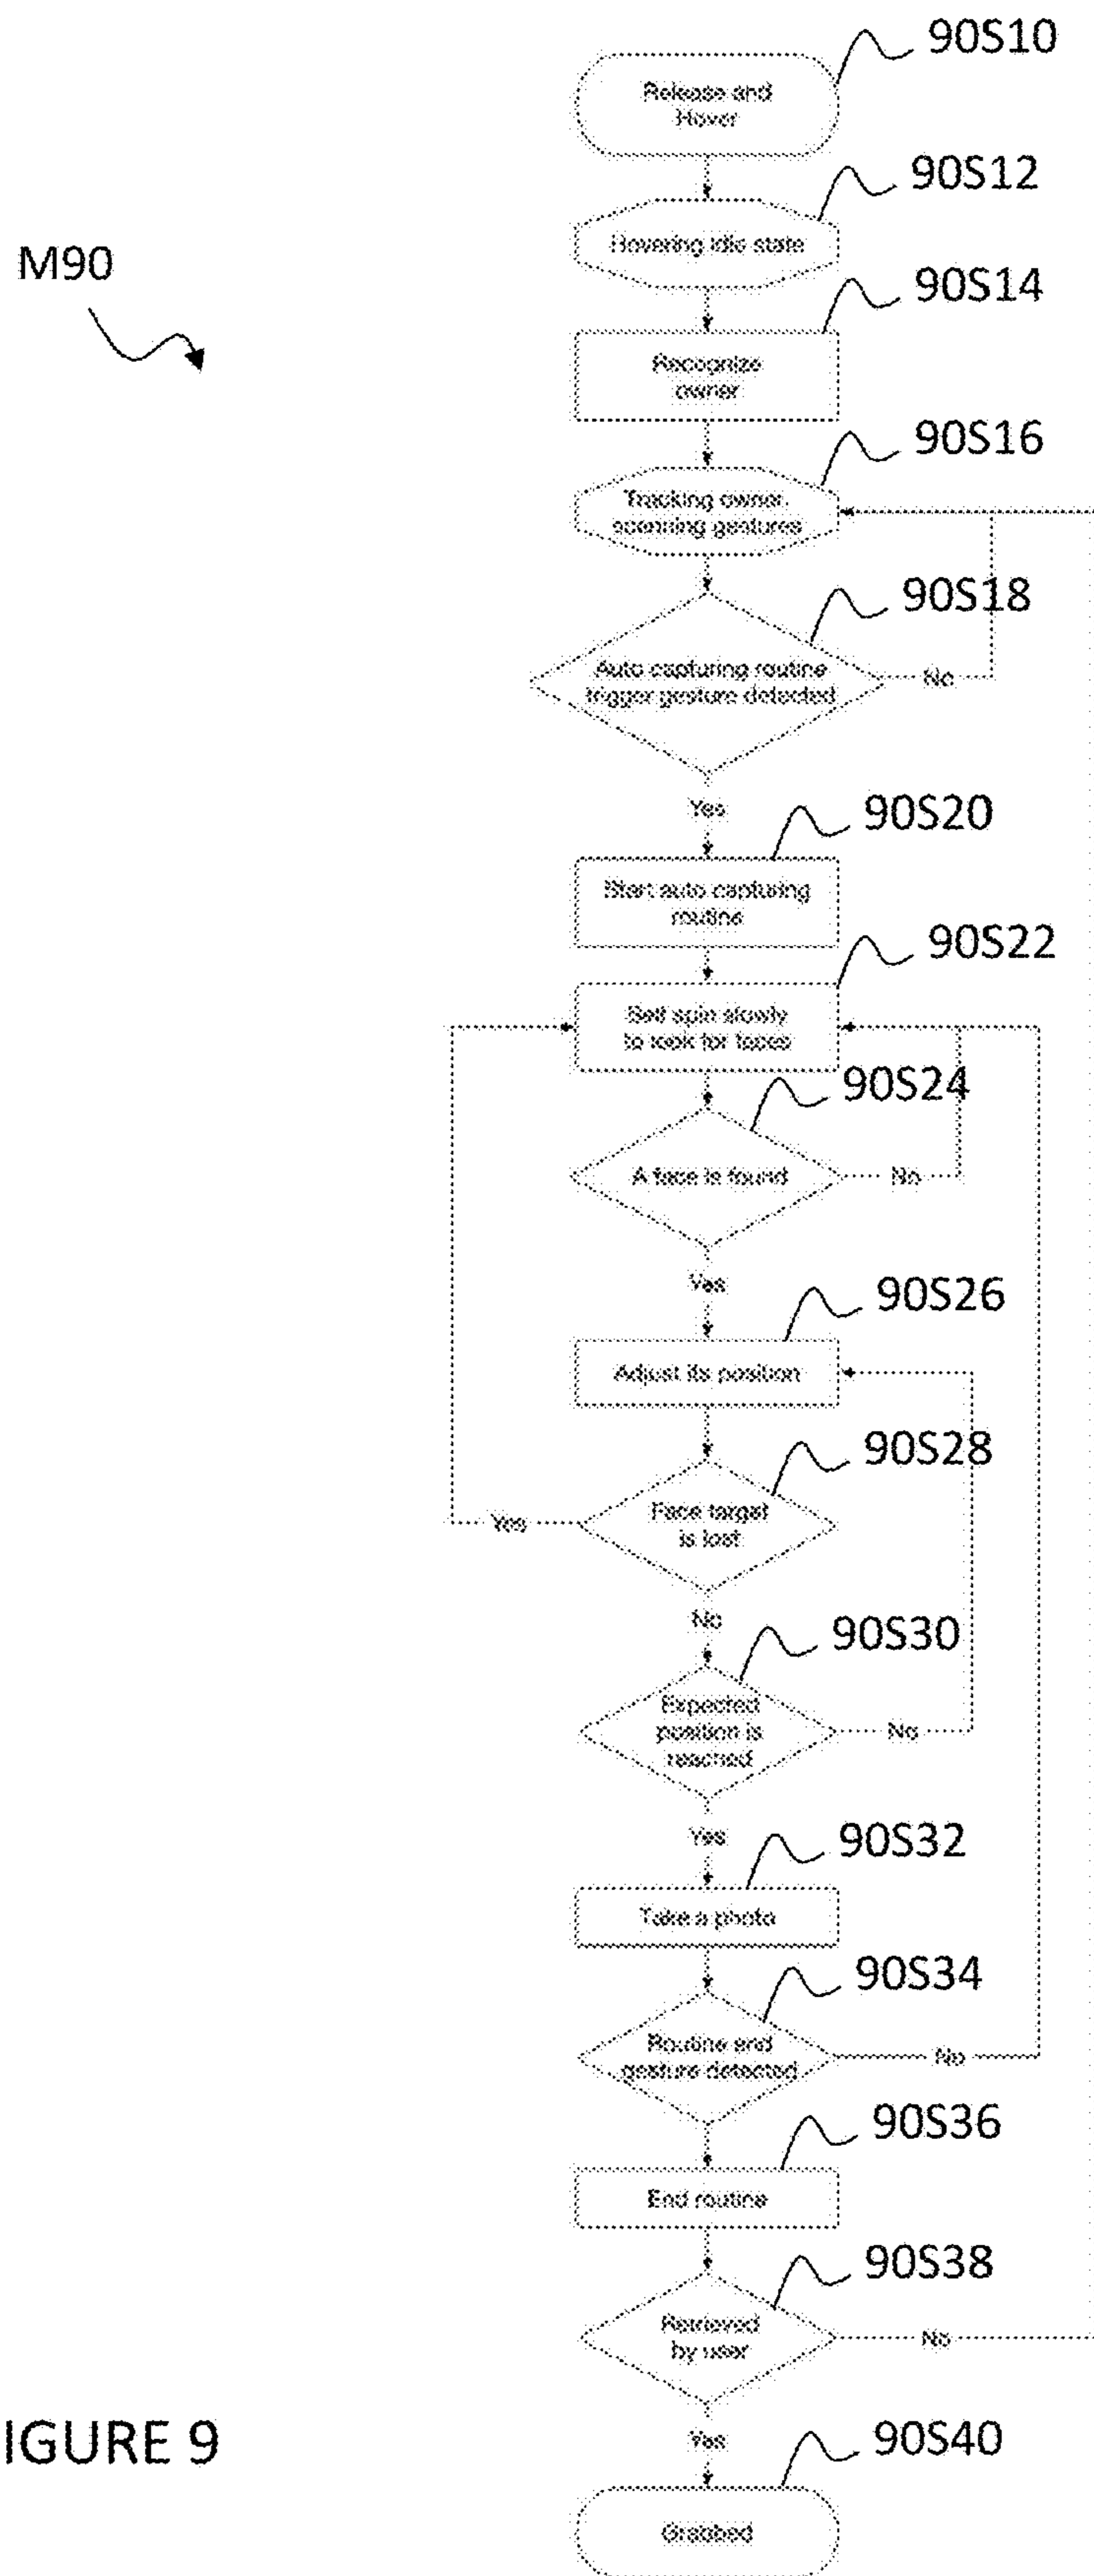 90S10
Release and
Hover
90S12
Hovering idle state
M90
90S14
Recognize
owner
90S16
Tracking owner,
scanning gestures
90S18
Auto capturing routine
trigger gesture detected
No
Yes
90S20
Start auto capturing
routine
90S22
Self spin slowly
to look for faces
90S24
A face is found
No
Yes
90S26
Adjust its position
90S28
Face target
is lost
Yes
No
90S30
Expected
position is
reached
No
Yes
90S32
Take a photo
90S34
Routine end
gesture detected
No
90S36
End routine
90S38
Retrieved
by user
No
IGURE 9
Yes
90S40
Grabbed